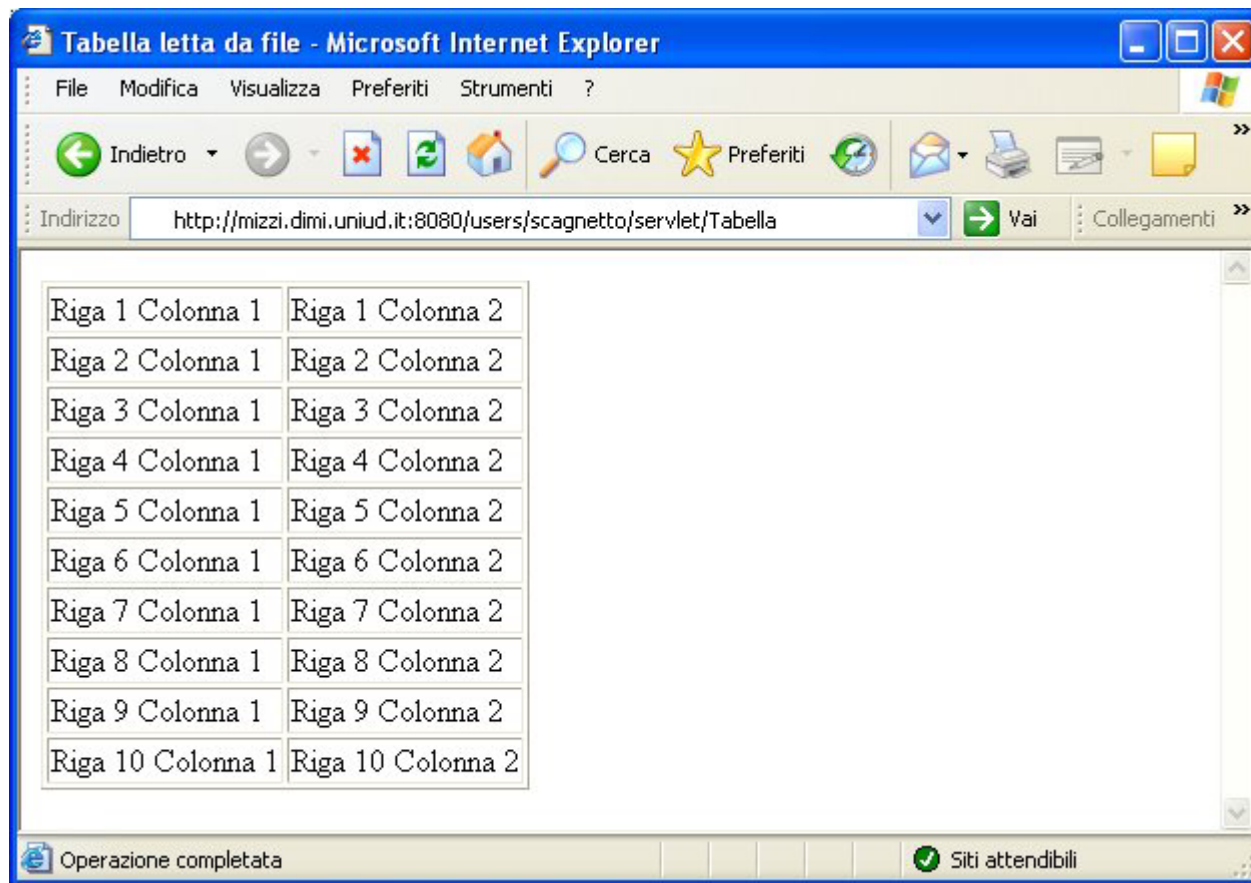 Tabella letta da file - Microsoft Internet Explorer
File Modifica Visualizza Preferiti Strumenti ?
Indietro Cerca Preferiti »
Indirizzo http://mizzi.dimi.uniud.it:8080/users/scagnetto/servlet/Tabella Vai Collegamenti »
Riga 1 Colonna 1 Riga 1 Colonna 2
Riga 2 Colonna 1 Riga 2 Colonna 2
Riga 3 Colonna 1 Riga 3 Colonna 2
Riga 4 Colonna 1 Riga 4 Colonna 2
Riga 5 Colonna 1 Riga 5 Colonna 2
Riga 6 Colonna 1 Riga 6 Colonna 2
Riga 7 Colonna 1 Riga 7 Colonna 2
Riga 8 Colonna 1 Riga 8 Colonna 2
Riga 9 Colonna 1 Riga 9 Colonna 2
Riga 10 Colonna 1 Riga 10 Colonna 2
Operazione completata Siti attendibili